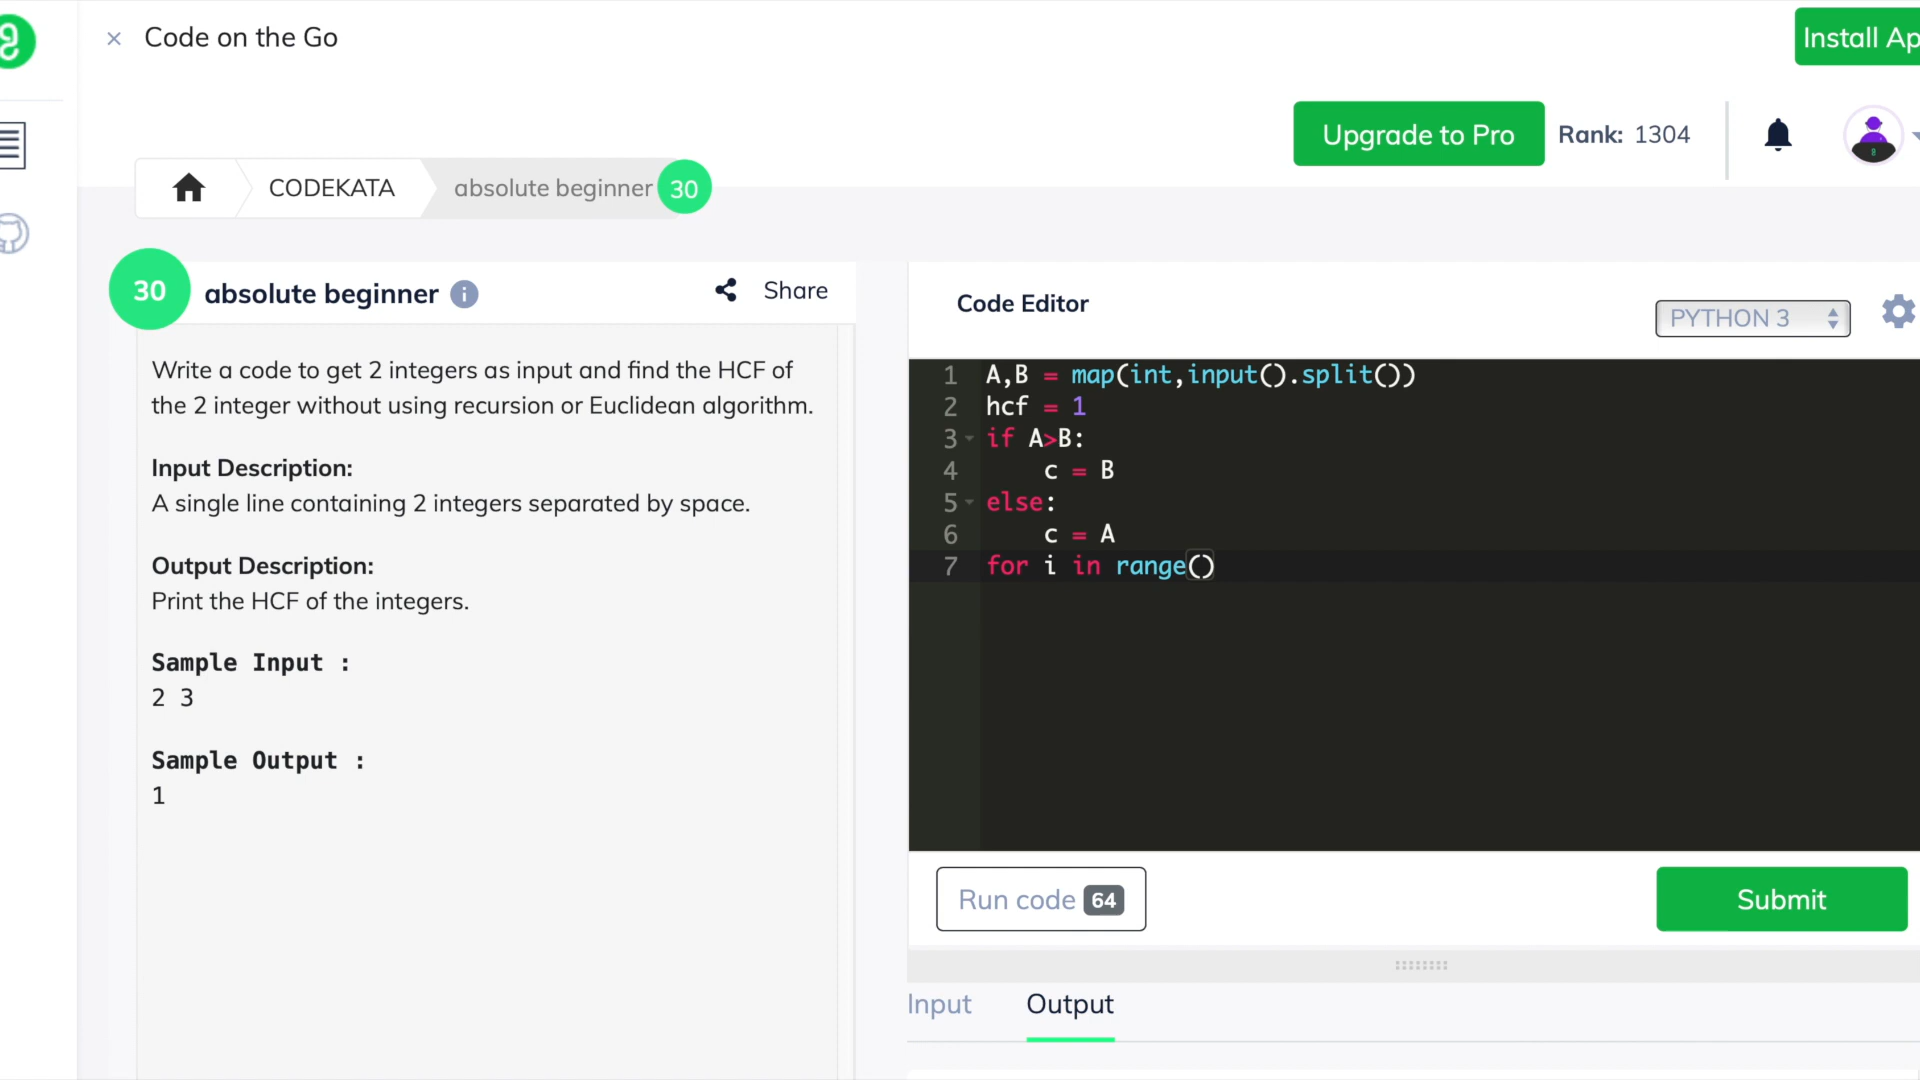 Code on the Go
Install Ap
Upgrade to Pro
Rank: 1304
CODEKATA
absolute beginner 30
30 absolute beginner
Share
Write a code to get 2 integers as input and find the HCF of
the 2 integer without using recursion or Euclidean algorithm.
Input Description:
A single line containing 2 integers separated by space.
Output Description:
Print the HCF of the integers.
Sample Input :
2 3
Sample Output :
1
Code Editor
PYTHON 3
1 A,B = map(int,input().split())
2 hcf = 1
3 if A>B:
4     c = B
5 else:
6     c = A
7 for i in range()
Run code 64
Submit
Input
Output